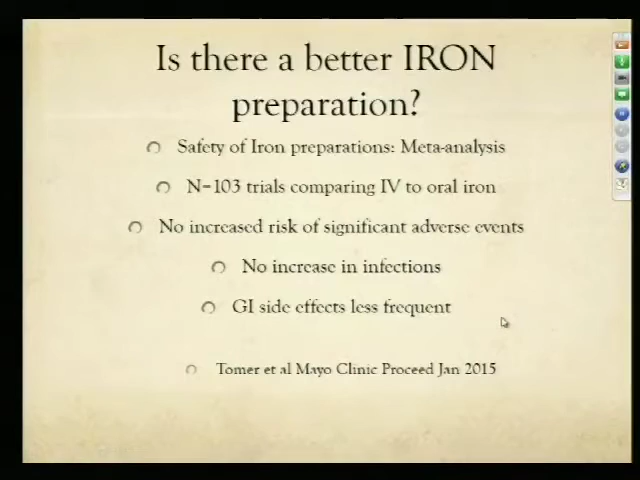 Is there a better IRON
preparation?
Safety of Iron preparations: Meta-analysis
N=103 trials comparing IV to oral iron
No increased risk of significant adverse events
No increase in infections
GI side effects less frequent
Tomer et al Mayo Clinic Proceed Jan 2015